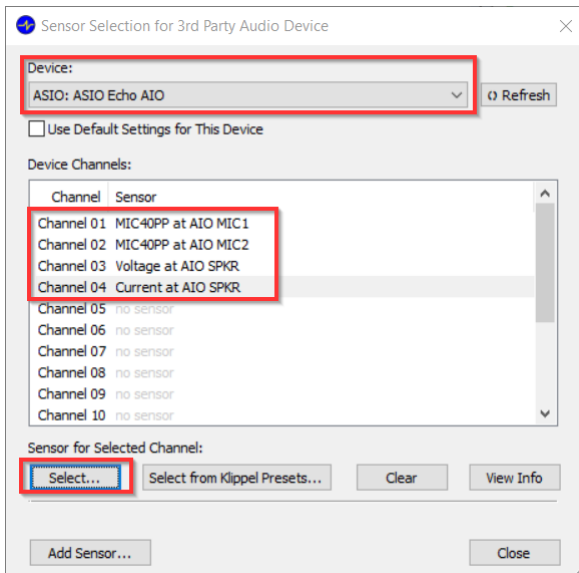 Sensor Selection for 3rd Party Audio Device
Device:
ASIO: ASIO Echo AIO
Refresh
Use Default Settings for This Device
Device Channels:
Channel Sensor
Channel 01 MIC40PP at AIO MIC1
Channel 02 MIC40PP at AIO MIC2
Channel 03 Voltage at AIO SPKR
Channel 04 Current at AIO SPKR
Channel 05 no sensor
Channel 06 no sensor
Channel 07 no sensor
Channel 08 no sensor
Channel 09 no sensor
Channel 10 no sensor
Sensor for Selected Channel:
Select... Select from Klippel Presets... Clear View Info
Add Sensor... Close